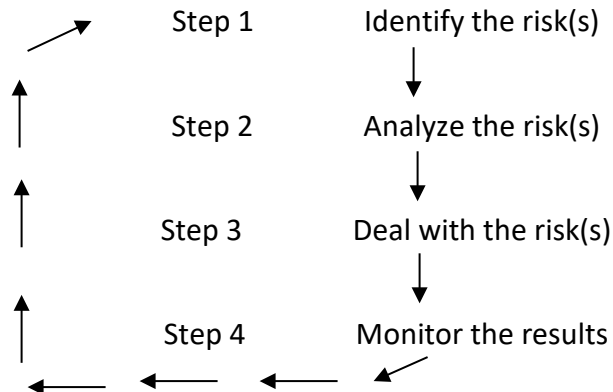 Step 1 Identify the risk(s)
Step 2 Analyze the risk(s)
Step 3 Deal with the risk(s)
Step 4 Monitor the results